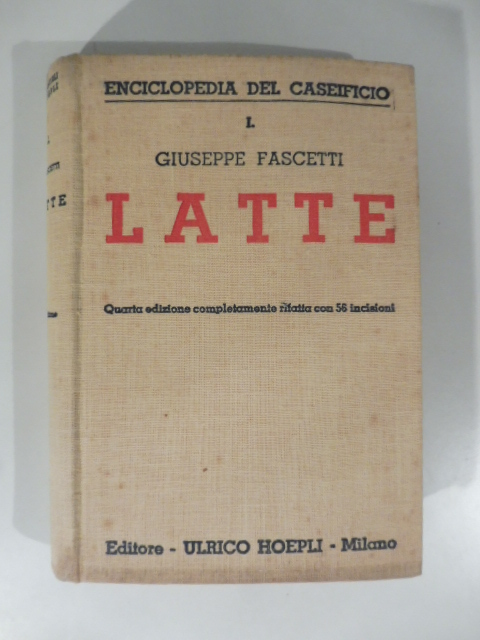 ENCICLOPEDIA DEL CASEIFICIO
I.
GIUSEPPE FASCETTI
LATTE
Quarta edizione completamente rifatta con 56 incisioni
Editore - ULRICO HOEPLI - Milano